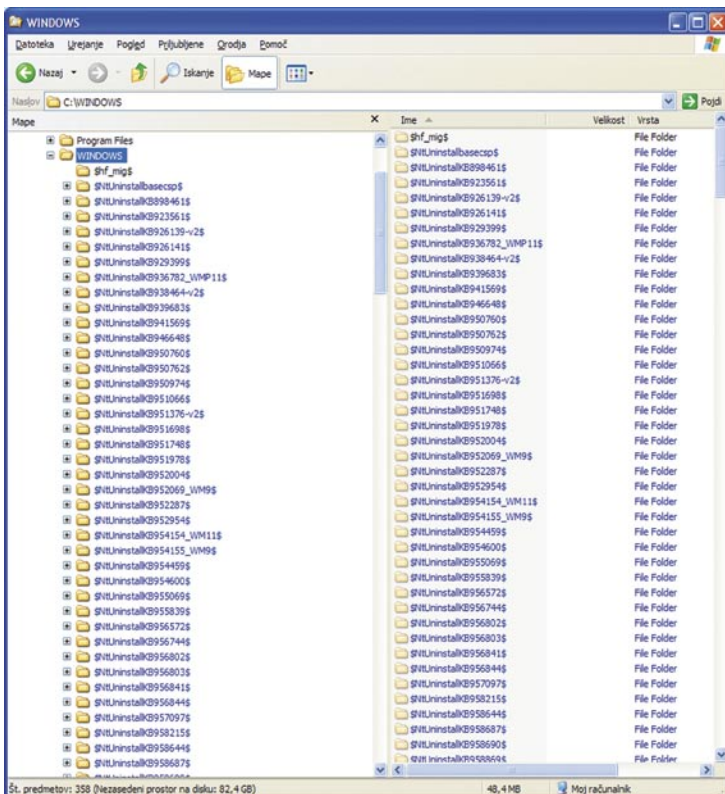 WINDOWS
Datoteka Urejanje Pogled Priljubljene Orodja Pomoč
Nazaj Iskanje Mape
Naslov C:\WINDOWS Pojdi
Mape
Program Files
WINDOWS
$hf_mig$
$NtUninstallbasecsp$
$NtUninstallKB898461$
$NtUninstallKB923561$
$NtUninstallKB926139-v2$
$NtUninstallKB926141$
$NtUninstallKB929399$
$NtUninstallKB936782_WMP11$
$NtUninstallKB938464-v2$
$NtUninstallKB939683$
$NtUninstallKB941569$
$NtUninstallKB946648$
$NtUninstallKB950760$
$NtUninstallKB950762$
$NtUninstallKB950974$
$NtUninstallKB951066$
$NtUninstallKB951376-v2$
$NtUninstallKB951698$
$NtUninstallKB951748$
$NtUninstallKB951978$
$NtUninstallKB952004$
$NtUninstallKB952069_WM9$
$NtUninstallKB952287$
$NtUninstallKB952954$
$NtUninstallKB954154_WM11$
$NtUninstallKB954155_WM9$
$NtUninstallKB954459$
$NtUninstallKB954600$
$NtUninstallKB955069$
$NtUninstallKB955839$
$NtUninstallKB956572$
$NtUninstallKB956744$
$NtUninstallKB956802$
$NtUninstallKB956803$
$NtUninstallKB956841$
$NtUninstallKB956844$
$NtUninstallKB957097$
$NtUninstallKB958215$
$NtUninstallKB958644$
$NtUninstallKB958687$
Ime Velikost Vrsta
$hf_mig$ File Folder
$NtUninstallbasecsp$ File Folder
$NtUninstallKB898461$ File Folder
$NtUninstallKB923561$ File Folder
$NtUninstallKB926139-v2$ File Folder
$NtUninstallKB926141$ File Folder
$NtUninstallKB929399$ File Folder
$NtUninstallKB936782_WMP11$ File Folder
$NtUninstallKB938464-v2$ File Folder
$NtUninstallKB939683$ File Folder
$NtUninstallKB941569$ File Folder
$NtUninstallKB946648$ File Folder
$NtUninstallKB950760$ File Folder
$NtUninstallKB950762$ File Folder
$NtUninstallKB950974$ File Folder
$NtUninstallKB951066$ File Folder
$NtUninstallKB951376-v2$ File Folder
$NtUninstallKB951698$ File Folder
$NtUninstallKB951748$ File Folder
$NtUninstallKB951978$ File Folder
$NtUninstallKB952004$ File Folder
$NtUninstallKB952069_WM9$ File Folder
$NtUninstallKB952287$ File Folder
$NtUninstallKB952954$ File Folder
$NtUninstallKB954154_WM11$ File Folder
$NtUninstallKB954155_WM9$ File Folder
$NtUninstallKB954459$ File Folder
$NtUninstallKB954600$ File Folder
$NtUninstallKB955069$ File Folder
$NtUninstallKB955839$ File Folder
$NtUninstallKB956572$ File Folder
$NtUninstallKB956744$ File Folder
$NtUninstallKB956802$ File Folder
$NtUninstallKB956803$ File Folder
$NtUninstallKB956841$ File Folder
$NtUninstallKB956844$ File Folder
$NtUninstallKB957097$ File Folder
$NtUninstallKB958215$ File Folder
$NtUninstallKB958644$ File Folder
$NtUninstallKB958687$ File Folder
$NtUninstallKB958690$ File Folder
$NtUninstallKB958869$ File Folder
Št. predmetov: 358 (Nezasedeni prostor na disku: 82,4 GB) 48,4 MB Moj računalnik